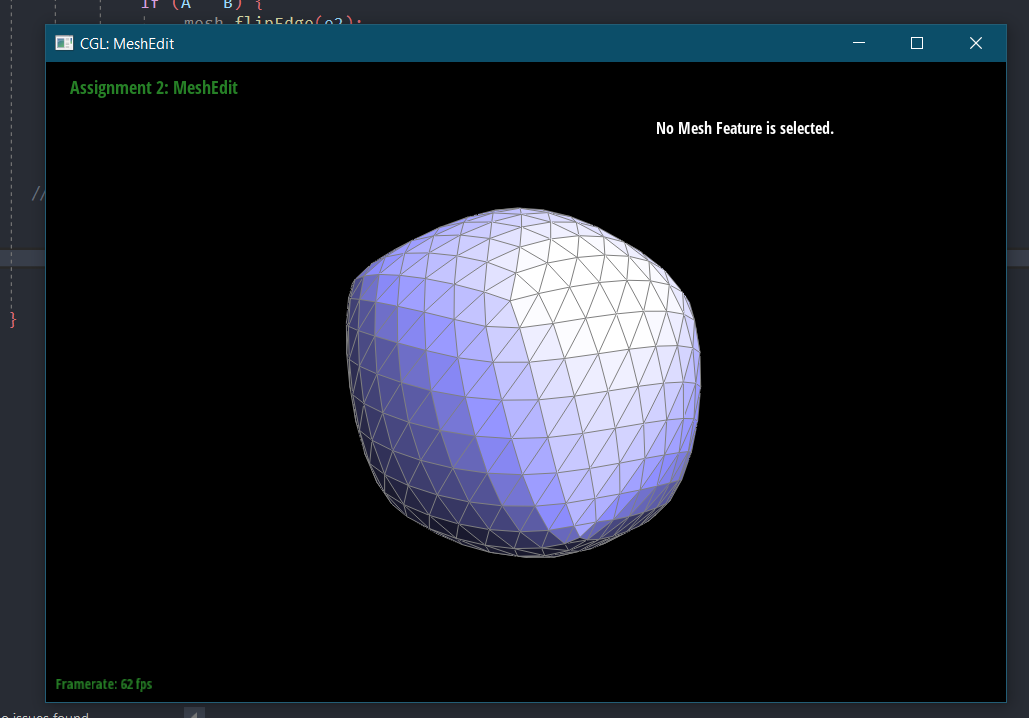 if (A   B) {
mesh.flipEdge(e2);
CGL: MeshEdit
Assignment 2: MeshEdit
No Mesh Feature is selected.
//
}
Framerate: 62 fps
o issues found